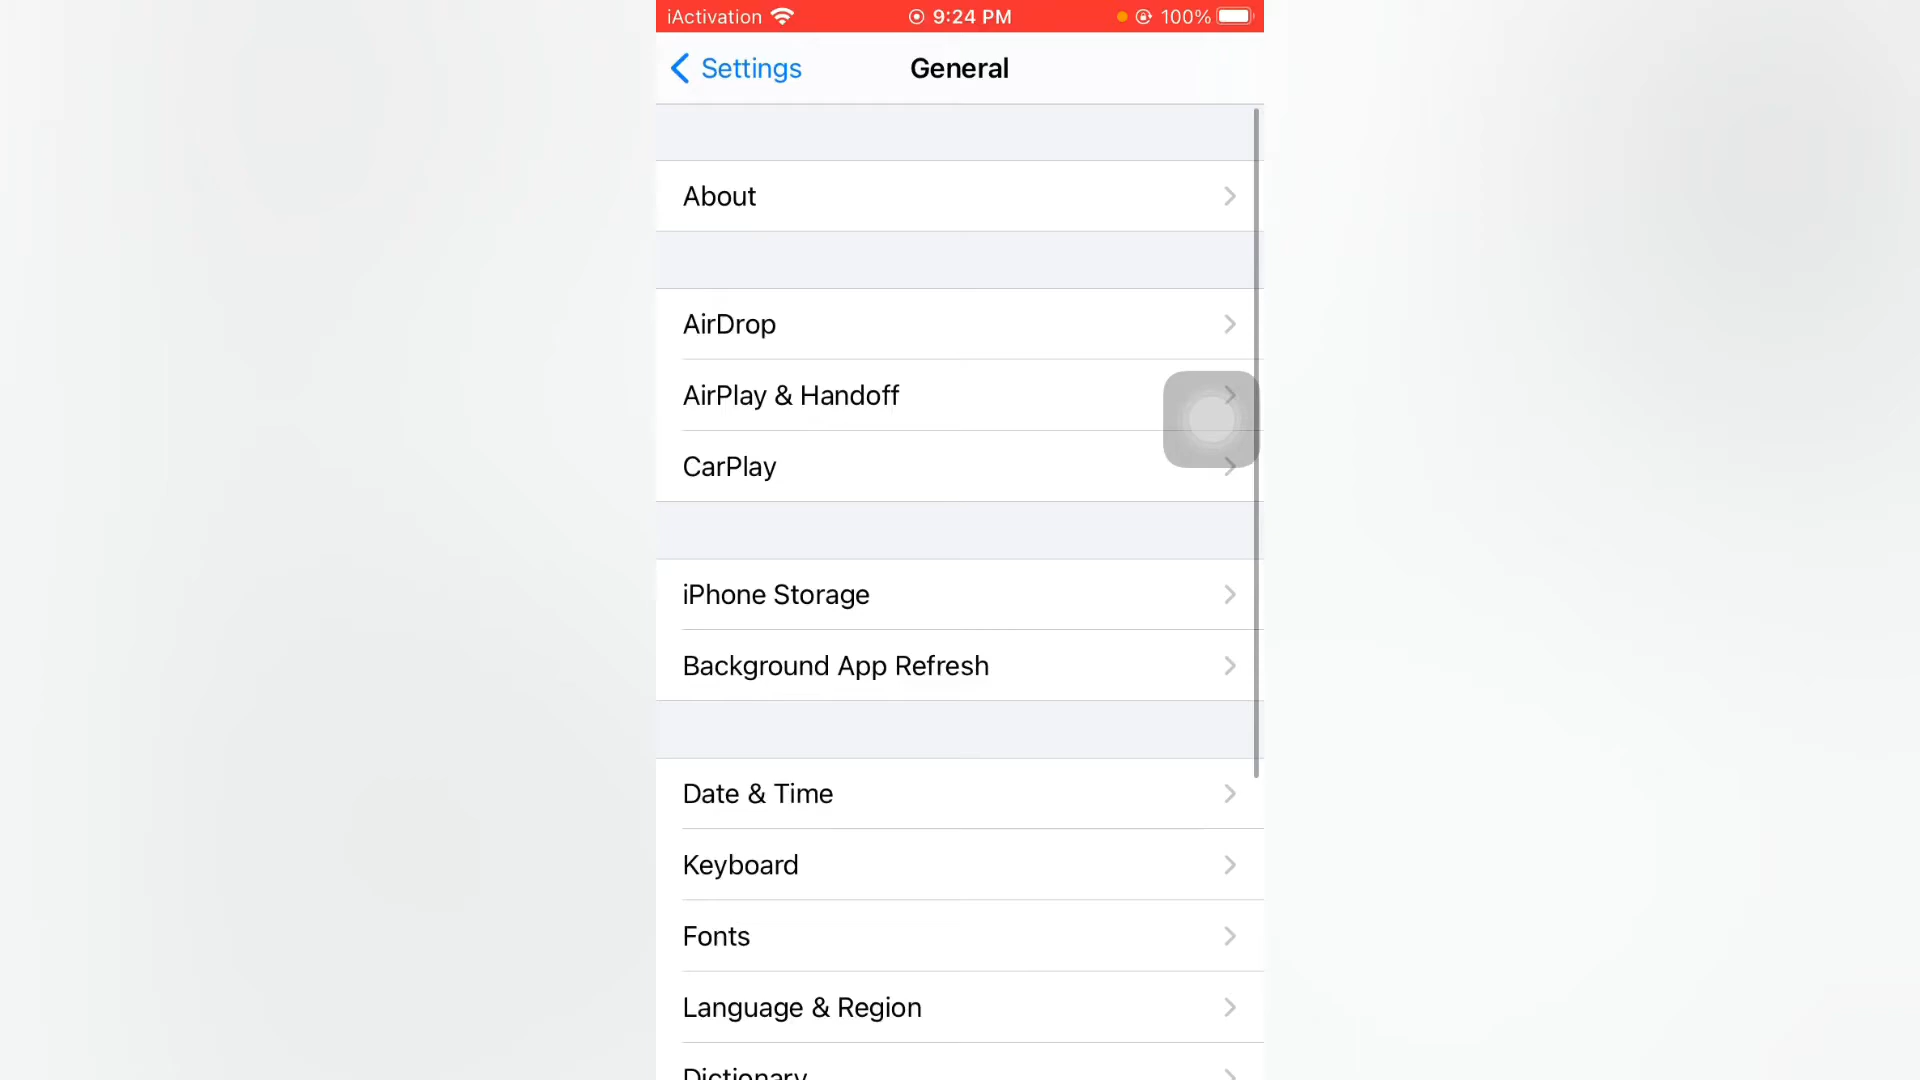 iActivation 9:24 PM 100%
Settings General
About
AirDrop
AirPlay & Handoff
CarPlay
iPhone Storage
Background App Refresh
Date & Time
Keyboard
Fonts
Language & Region
Dictionary